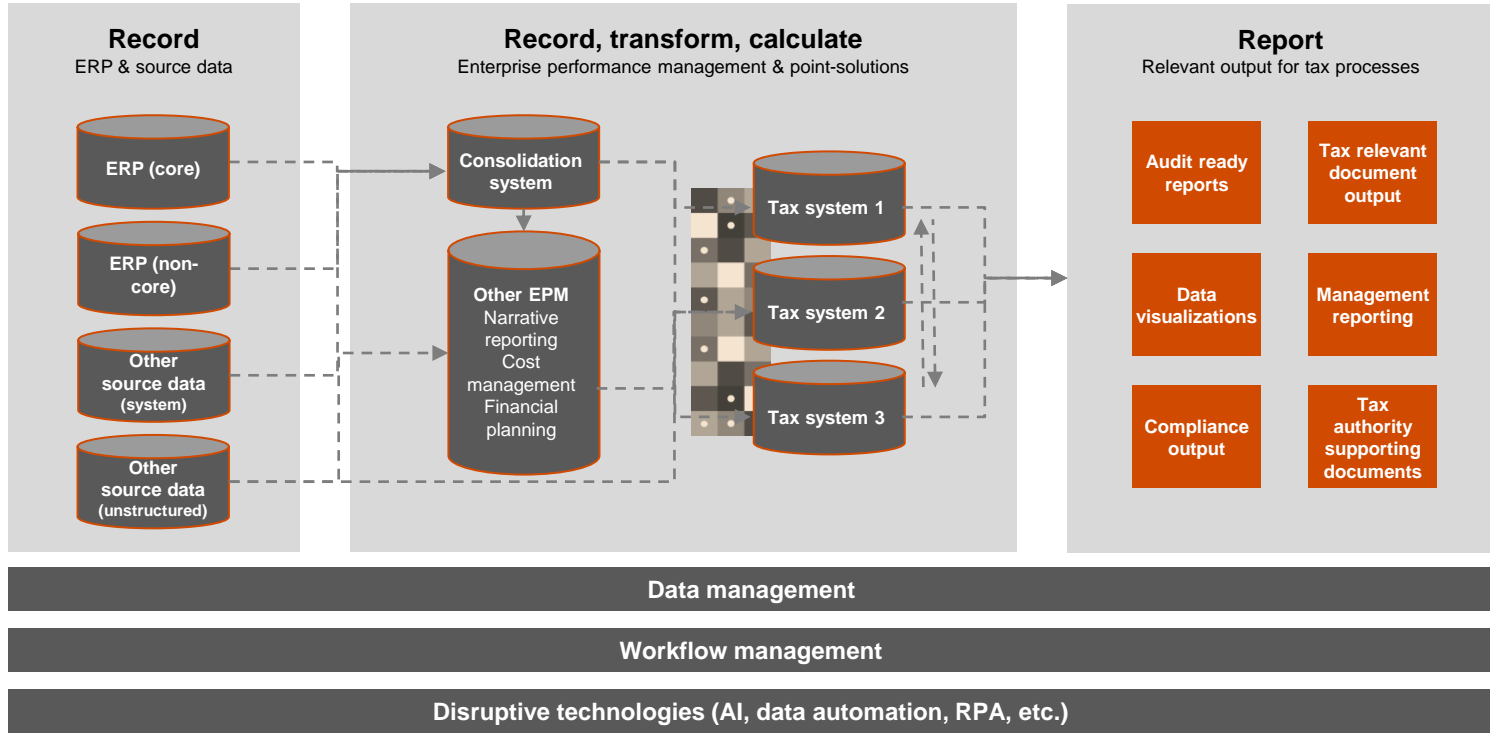 Record
ERP & source data
ERP (core)
ERP (non-
core)
Other
source data
(system)
Other
source data
(unstructured)
Record, transform, calculate
Enterprise performance management & point-solutions
Consolidation
system
Other EPM
Narrative
reporting
Cost
management
Financial
planning
Tax system 1
Tax system 2
Tax system 3
Report
Relevant output for tax processes
Audit ready
reports
Tax relevant
document
output
Data
visualizations
Management
reporting
Compliance
output
Tax
authority
supporting
documents
Data management
Workflow management
Disruptive technologies (AI, data automation, RPA, etc.)